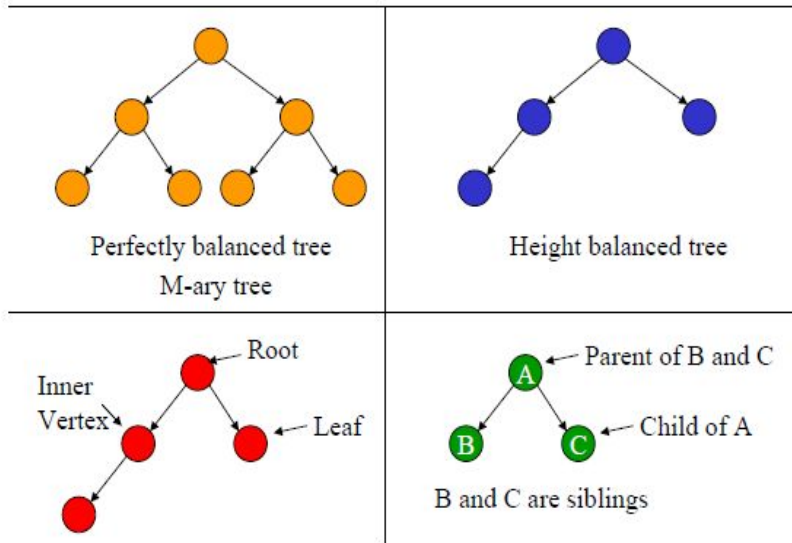 Perfectly balanced tree
M-ary tree
Height balanced tree
Root
Inner
Vertex
Leaf
A
Parent of B and C
B
C
Child of A
B and C are siblings